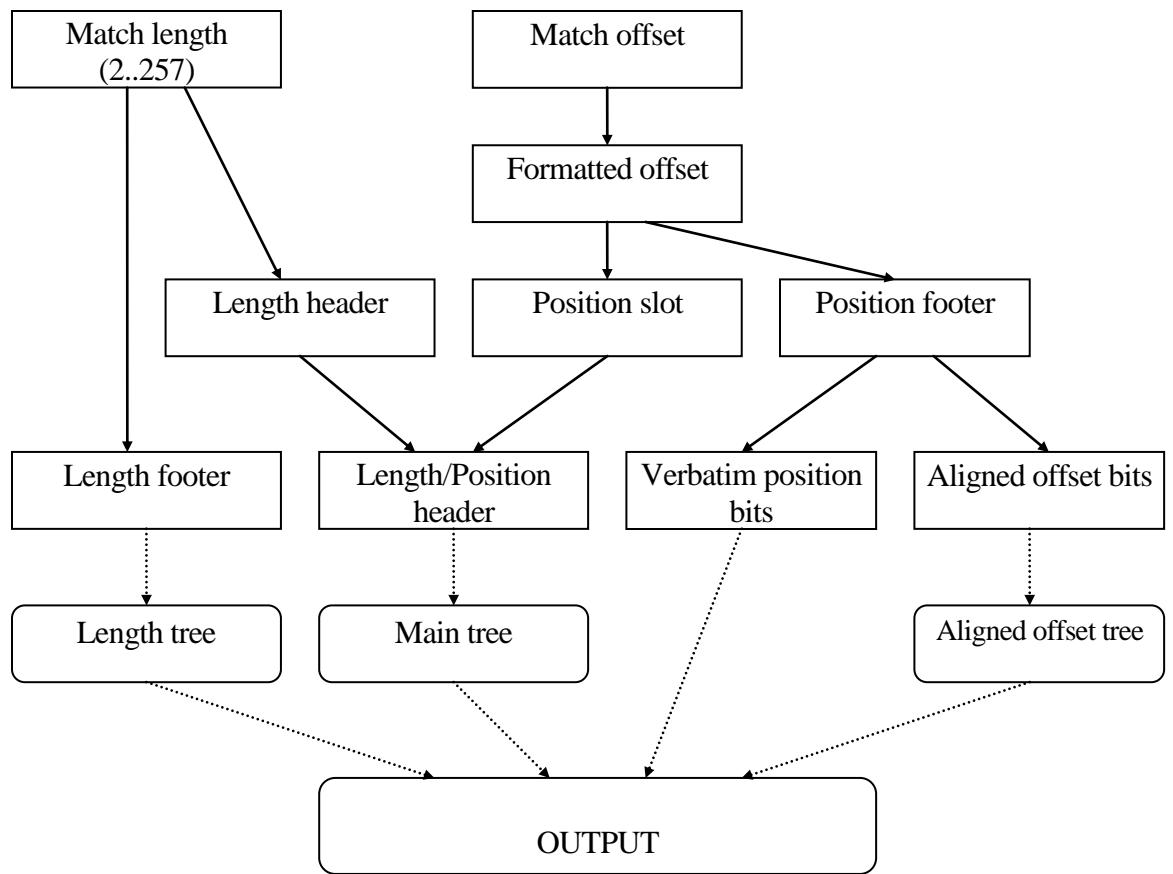 Match length
(2..257)
Match offset
Formatted offset
Length header
Position slot
Position footer
Length footer
Length/Position
header
Verbatim position
bits
Aligned offset bits
Length tree
Main tree
Aligned offset tree
OUTPUT